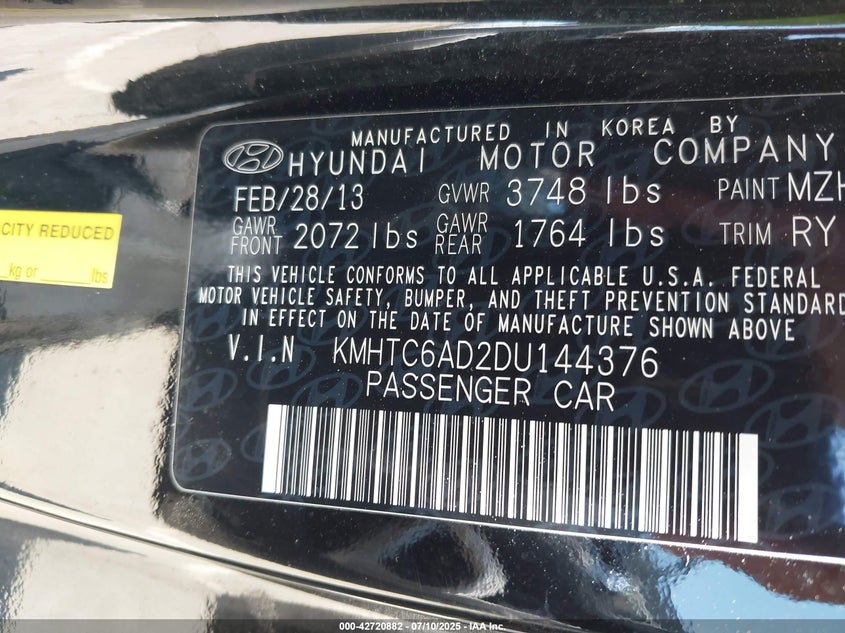 MANUFACTURED IN KOREA BY
HYUNDAI MOTOR COMPANY
FEB/28/13 GVWR 3748 lbs PAINT MZH
GAWR FRONT 2072 lbs GAWR REAR 1764 lbs TRIM RY
THIS VEHICLE CONFORMS TO ALL APPLICABLE U.S.A. FEDERAL
MOTOR VEHICLE SAFETY, BUMPER, AND THEFT PREVENTION STANDARD
IN EFFECT ON THE DATE OF MANUFACTURE SHOWN ABOVE
V.I.N KMHTC6AD2DU144376
PASSENGER CAR
CITY REDUCED
kg or lbs
000-42720882 - 07/10/2025 - IAA Inc.